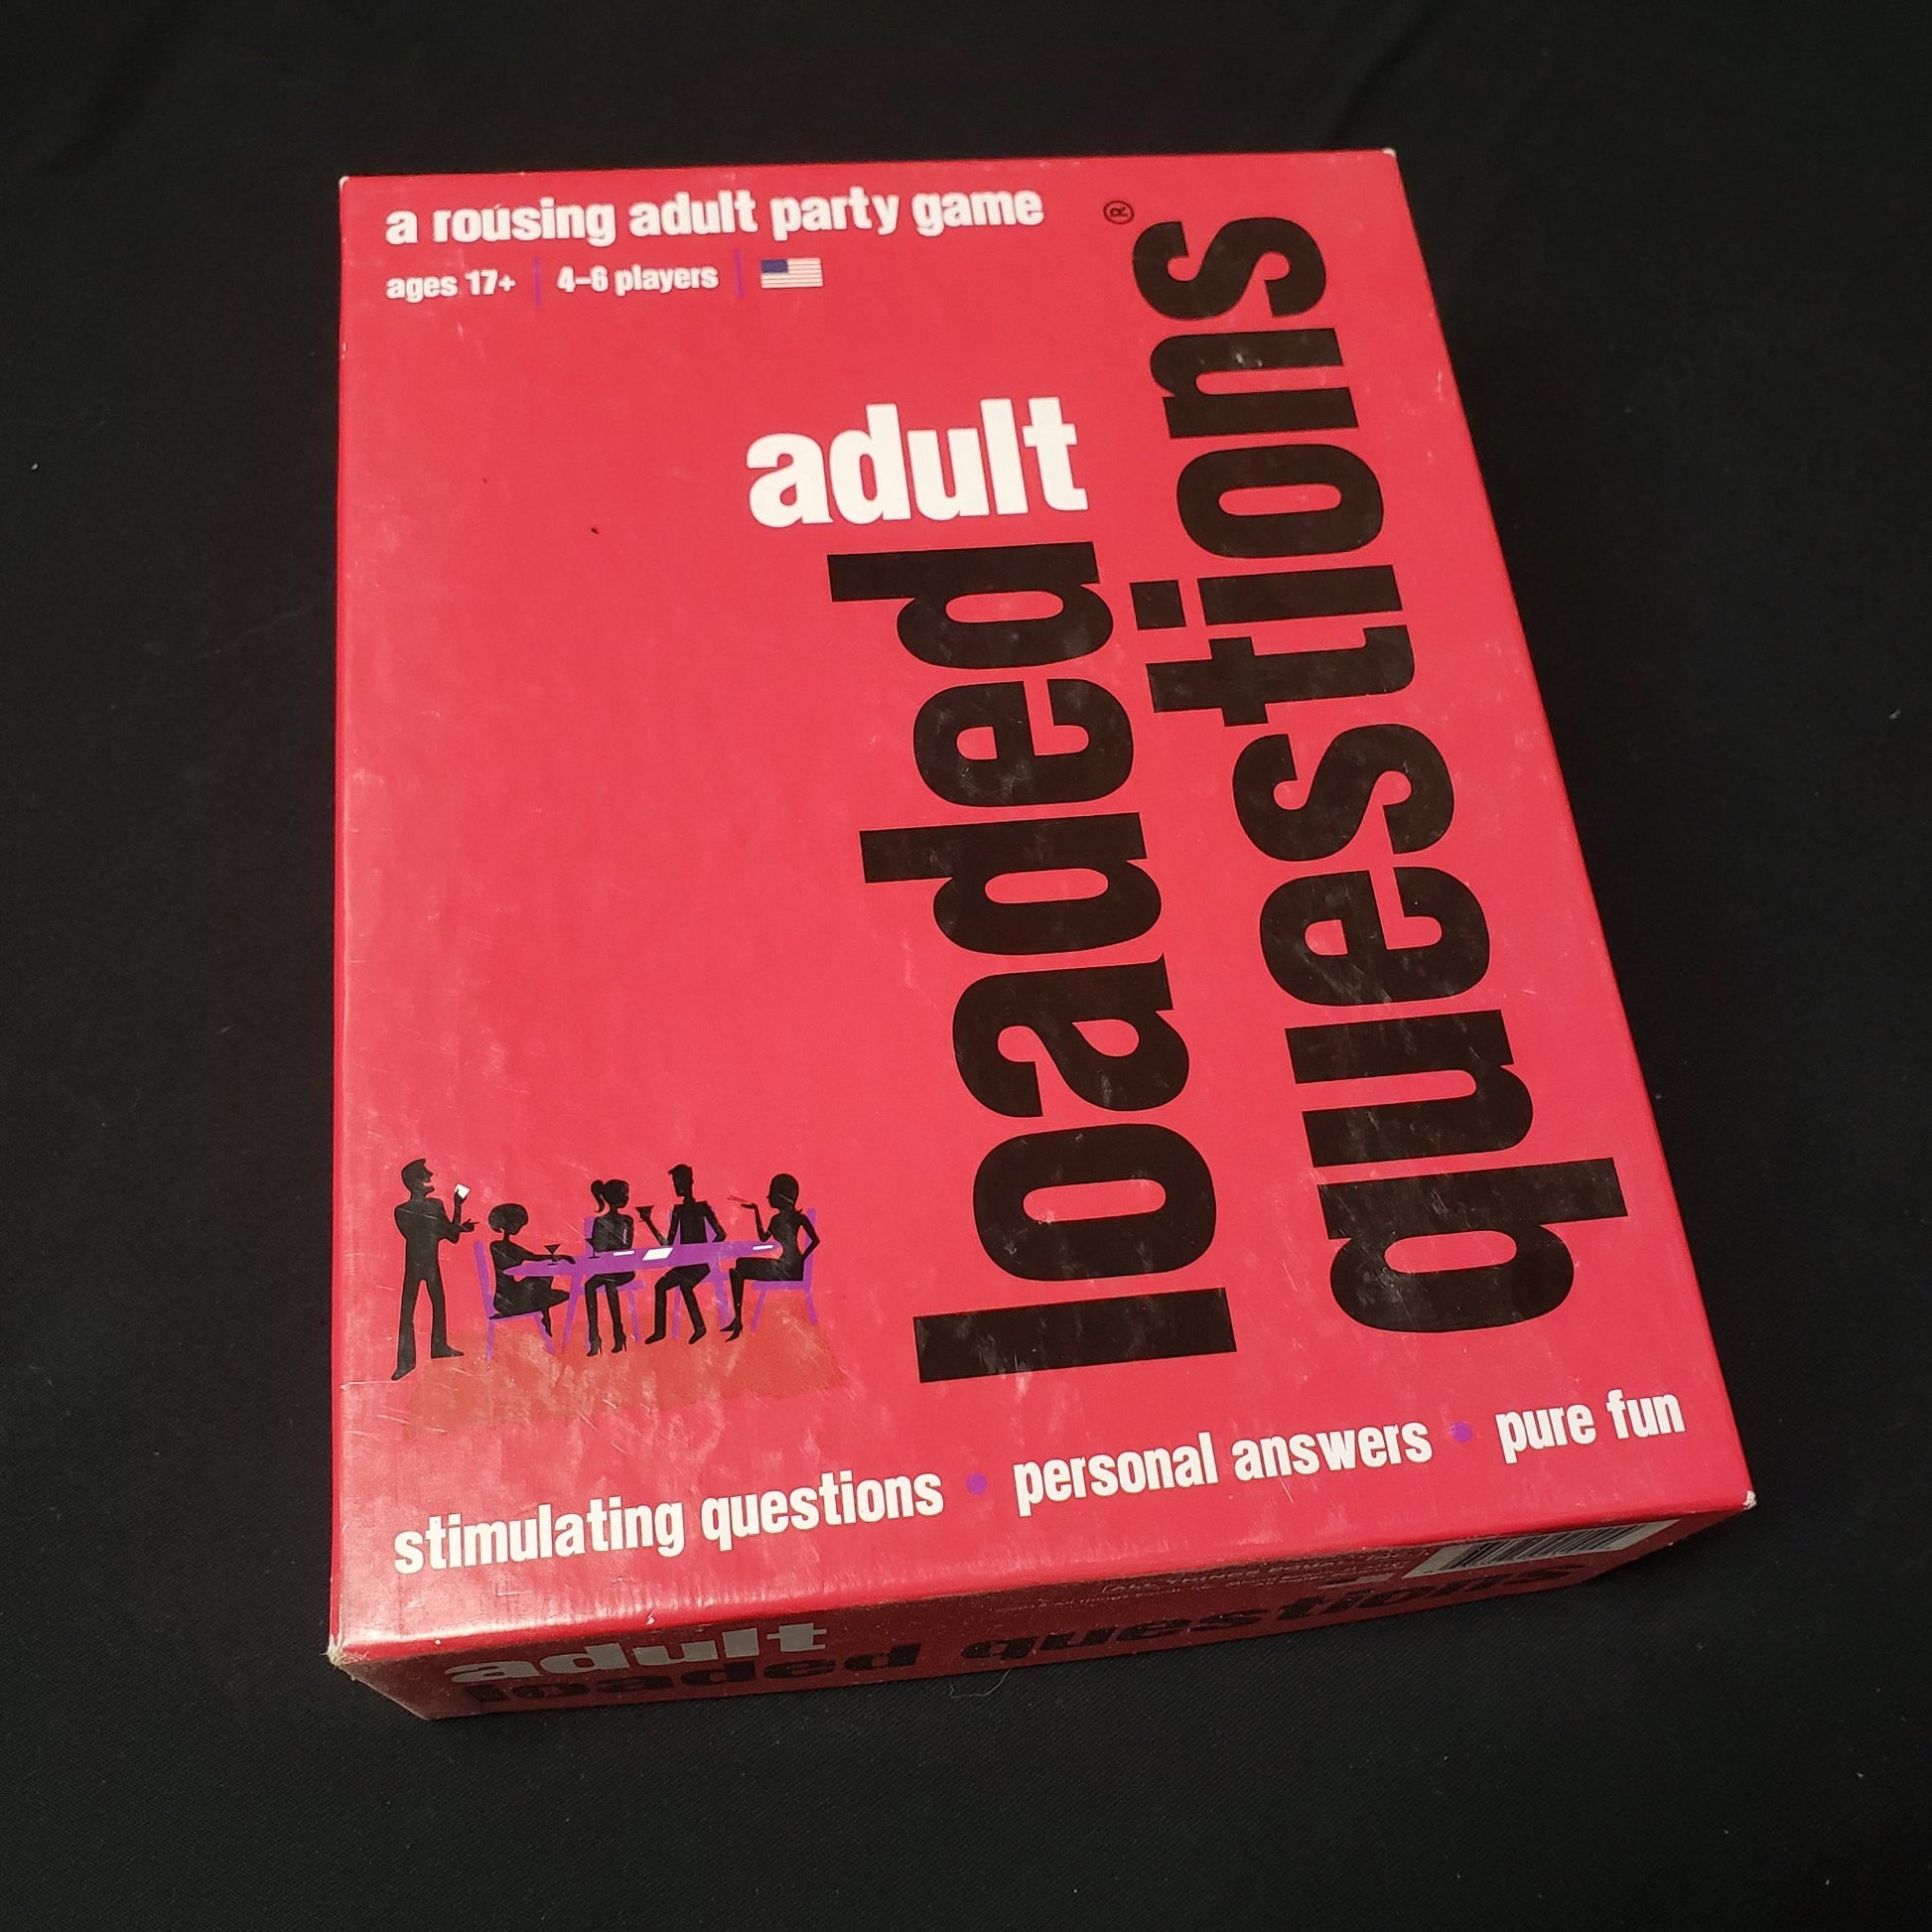 a rousing adult party game
ages 17+ | 4-6 players
adult
loaded
questions®
stimulating questions • personal answers • pure fun
adult
loaded questions